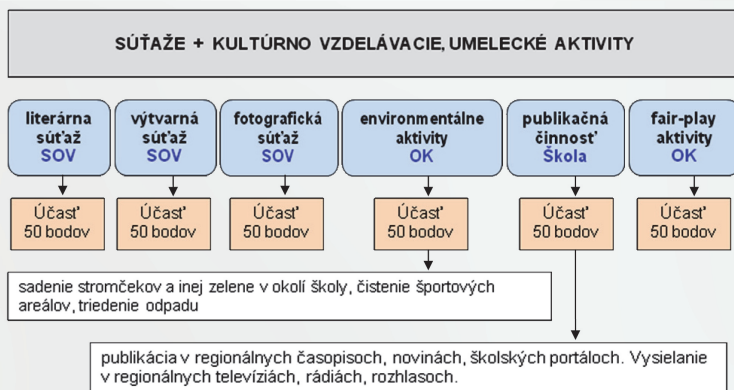 SÚŤAŽE + KULTÚRNO VZDELÁVACIE, UMELECKÉ AKTIVITY
literárna
súťaž
SOV
výtvarná
súťaž
SOV
fotografická
súťaž
SOV
environmentálne
aktivity
OK
publikačná
činnosť
Škola
fair-play
aktivity
OK
Účasť
50 bodov
Účasť
50 bodov
Účasť
50 bodov
Účasť
50 bodov
Účasť
50 bodov
Účasť
50 bodov
sadenie stromčekov a inej zelene v okolí školy, čistenie športových
areálov, triedenie odpadu
publikácia v regionálnych časopisoch, novinách, školských portáloch. Vysielanie
v regionálnych televíziách, rádiách, rozhlasoch.